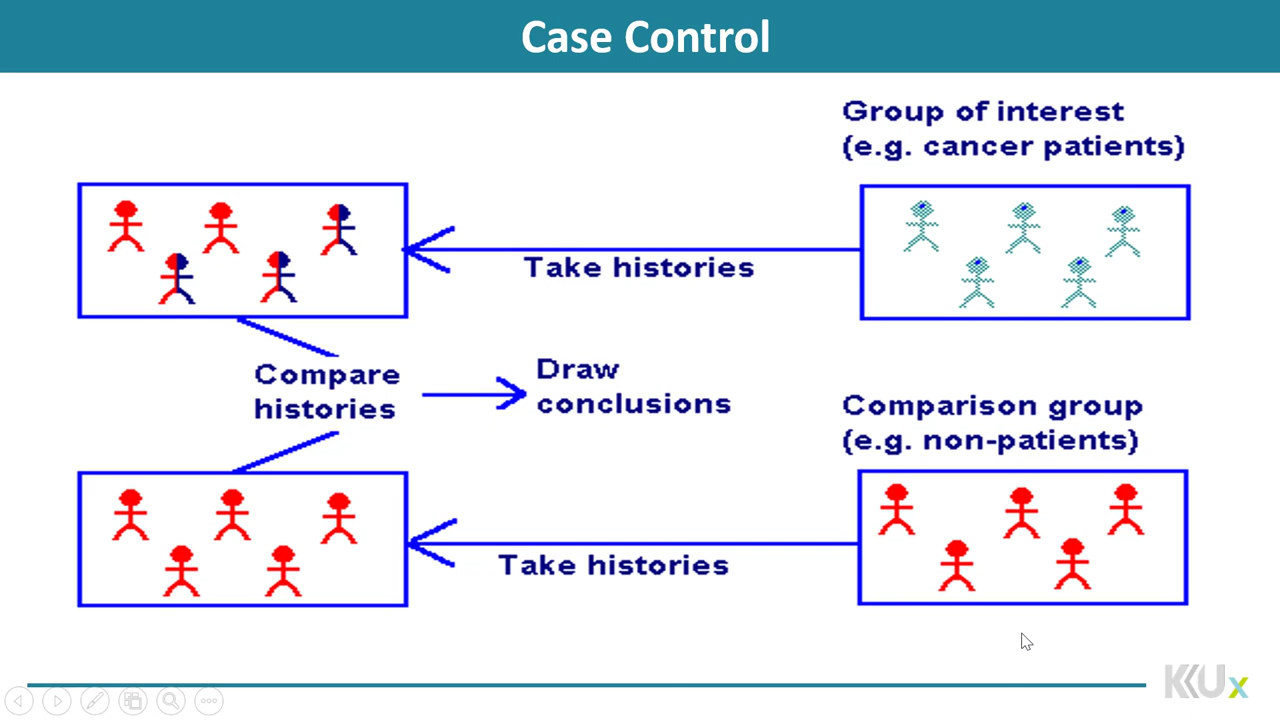 Case Control
Group of interest
(e.g. cancer patients)
Take histories
Compare
histories
Draw
conclusions
Comparison group
(e.g. non-patients)
Take histories
KKUx